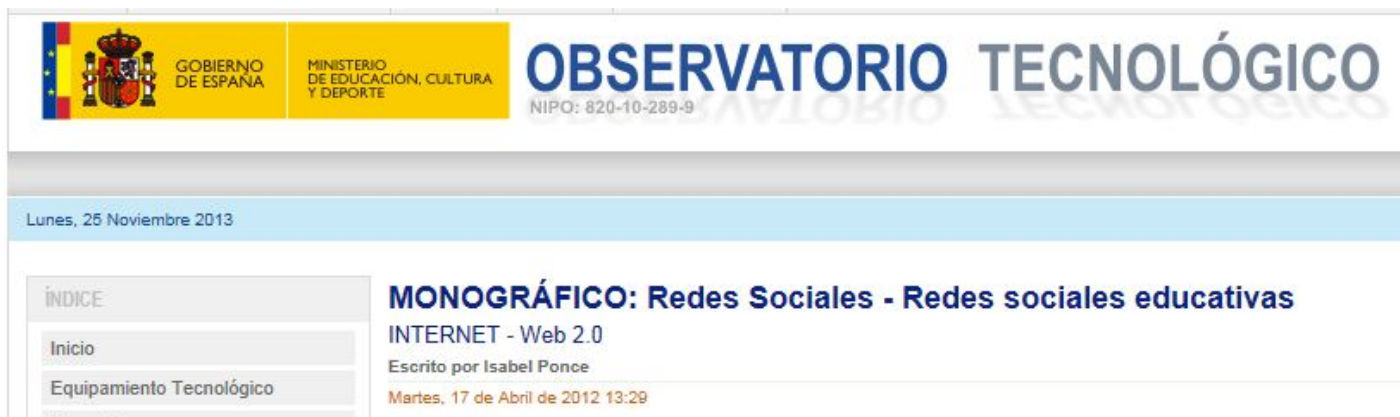 GOBIERNO
DE ESPAÑA
MINISTERIO
DE EDUCACIÓN, CULTURA
Y DEPORTE
OBSERVATORIO TECNOLÓGICO
NIPO: 820-10-289-9
Lunes, 25 Noviembre 2013
ÍNDICE
Inicio
Equipamiento Tecnológico
MONOGRÁFICO: Redes Sociales - Redes sociales educativas
INTERNET - Web 2.0
Escrito por Isabel Ponce
Martes, 17 de Abril de 2012 13:29